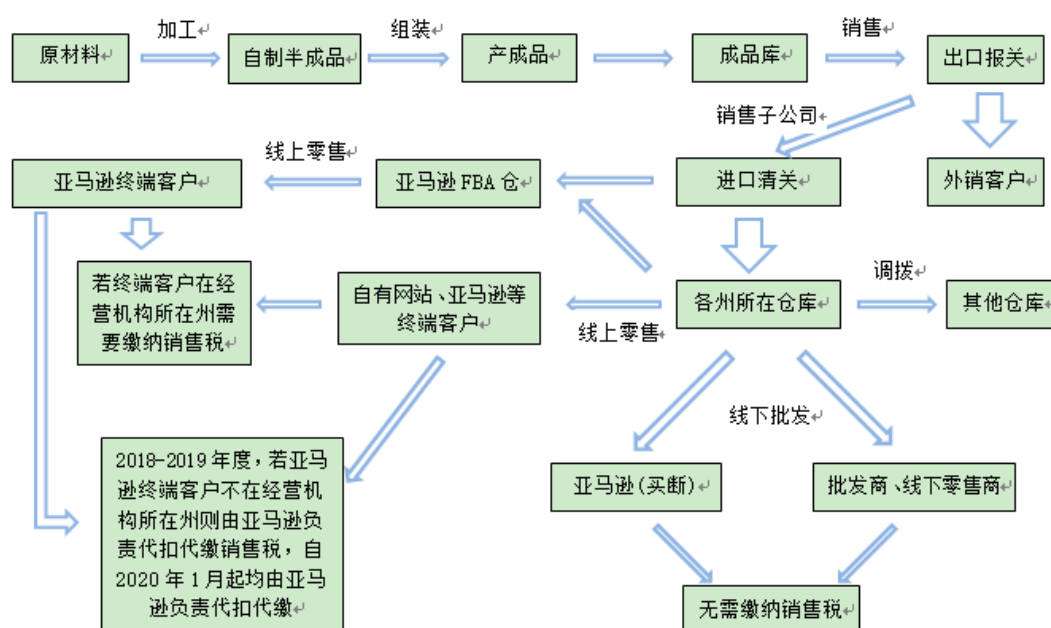 加工
组装
销售
原材料
自制半成品
产成品
成品库
出口报关
销售子公司
线上零售
亚马逊终端客户
亚马逊 FBA 仓
进口清关
外销客户
若终端客户在经
营机构所在州需
要缴纳销售税
自有网站、亚马逊等
终端客户
线上零售
各州所在仓库
调拨
其他仓库
线下批发
2018-2019 年度，若亚马
逊终端客户不在经营机
构所在州则由亚马逊负
责代扣代缴销售税，自
2020 年 1 月起均由亚马
逊负责代扣代缴
亚马逊(买断)
批发商、线下零售商
无需缴纳销售税